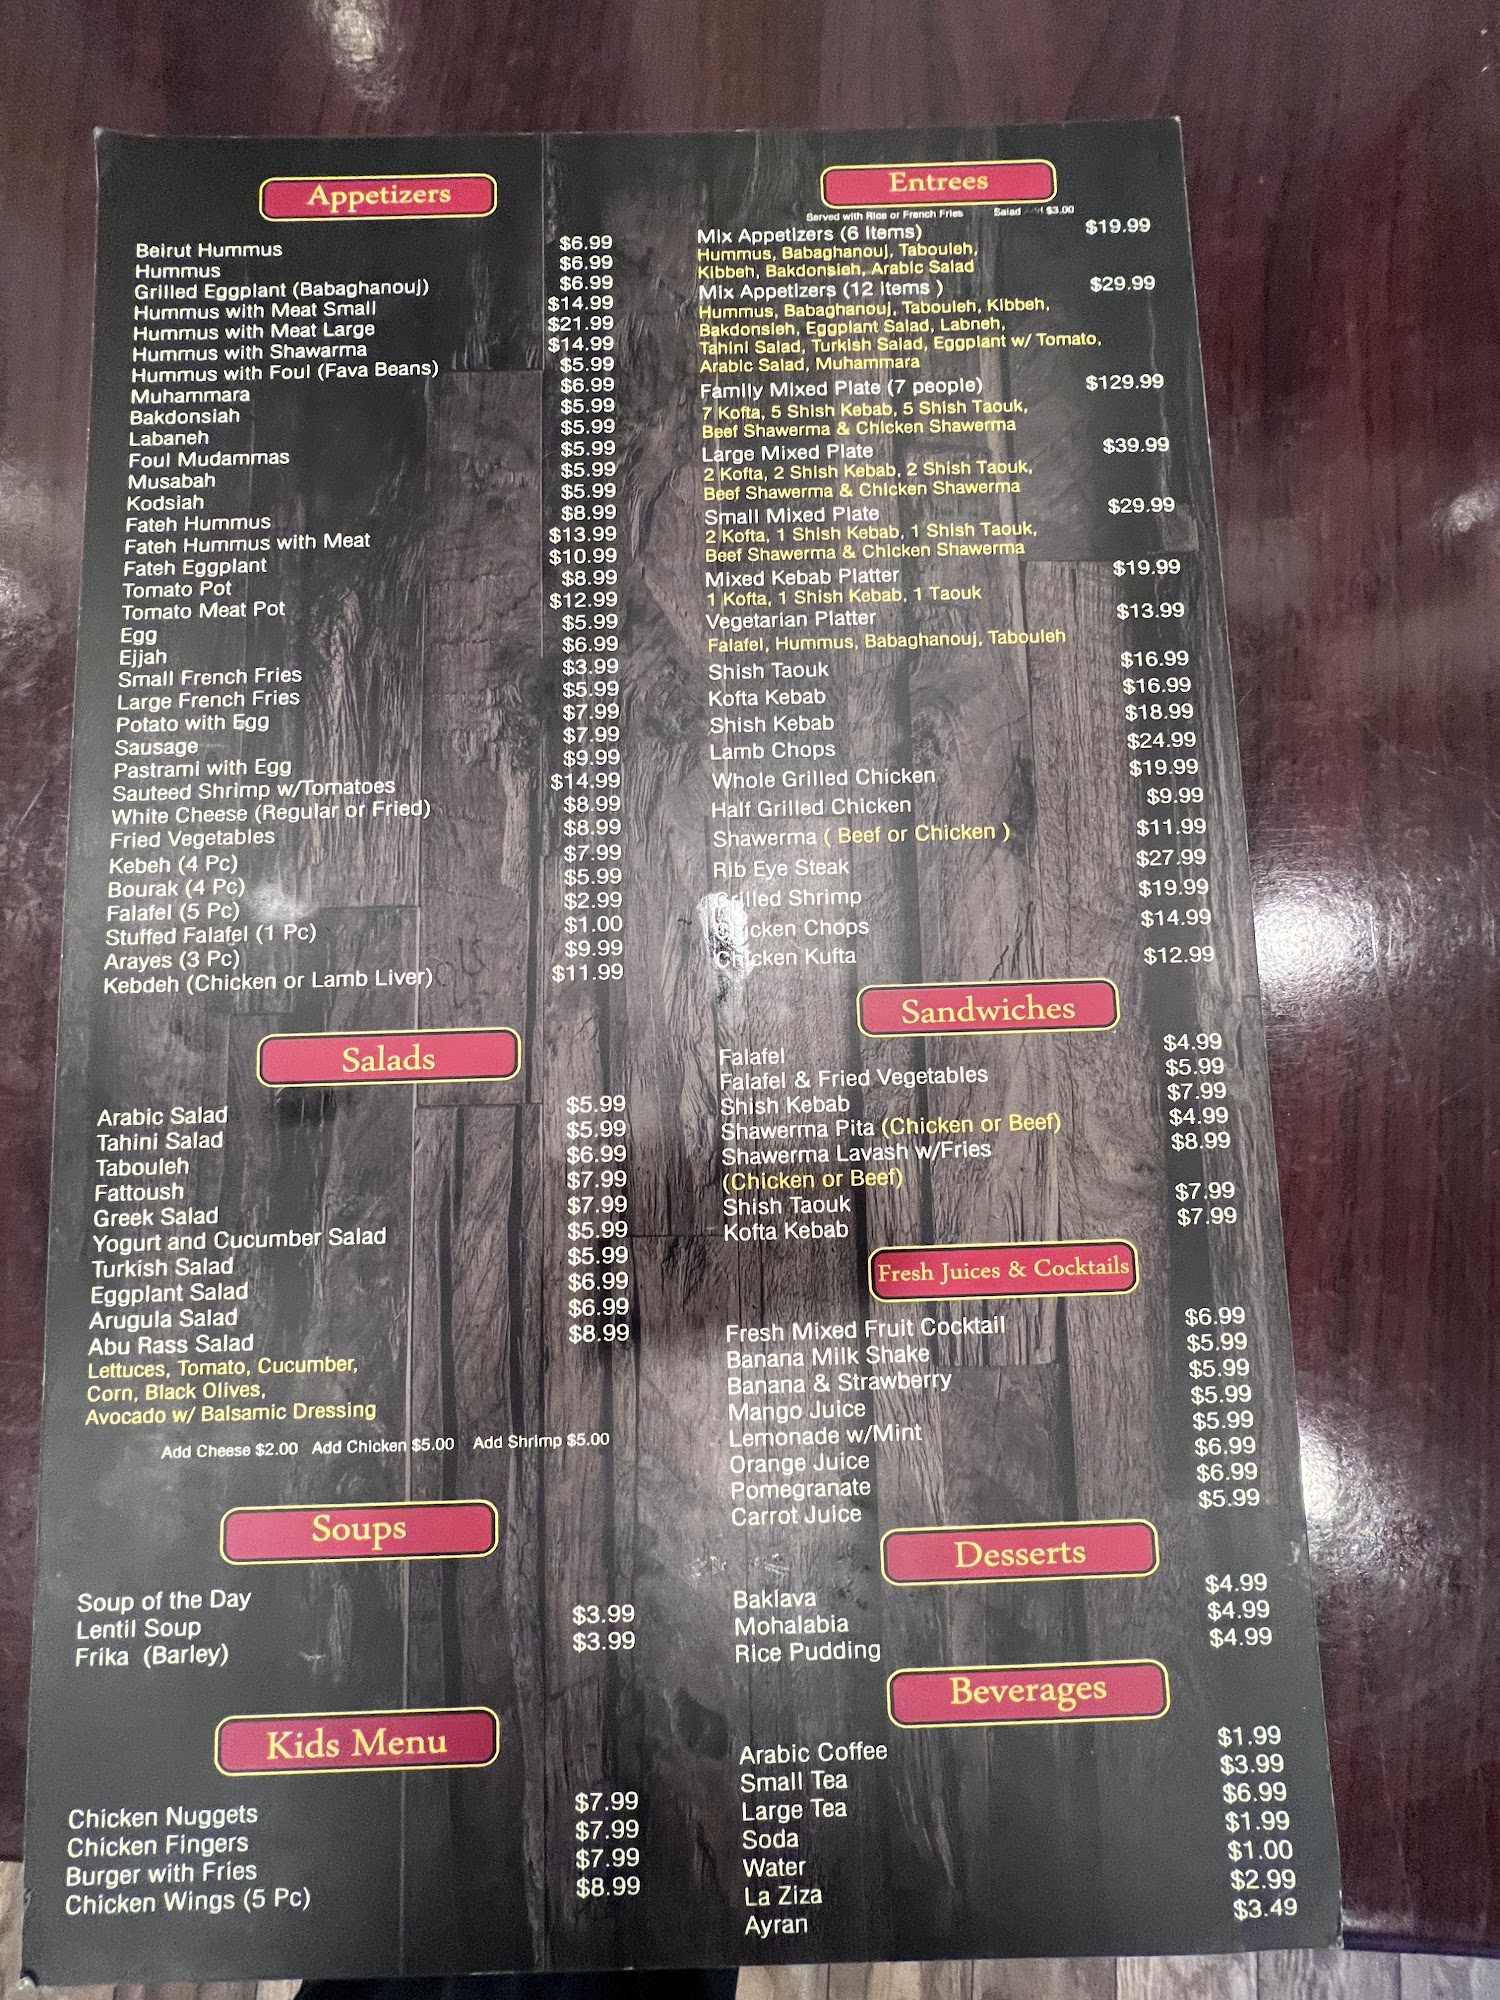 Appetizers
Beirut Hummus $6.99
Hummus $6.99
Grilled Eggplant (Babaghanouj) $6.99
Hummus with Meat Small $14.99
Hummus with Meat Large $21.99
Hummus with Shawarma $14.99
Hummus with Foul (Fava Beans) $5.99
Muhammara $6.99
Bakdonsiah $5.99
Labaneh $5.99
Foul Mudammas $5.99
Musabah $5.99
Kodsiah $5.99
Fateh Hummus $8.99
Fateh Hummus with Meat $13.99
Fateh Eggplant $10.99
Tomato Pot $8.99
Tomato Meat Pot $12.99
Egg $5.99
Ejjah $6.99
Small French Fries $3.99
Large French Fries $5.99
Potato with Egg $7.99
Sausage $7.99
Pastrami with Egg $9.99
Sauteed Shrimp w/Tomatoes $14.99
White Cheese (Regular or Fried) $8.99
Fried Vegetables $8.99
Kebeh (4 Pc) $7.99
Bourak (4 Pc) $5.99
Falafel (5 Pc) $2.99
Stuffed Falafel (1 Pc) $1.00
Arayes (3 Pc) $9.99
Kebdeh (Chicken or Lamb Liver) $11.99
Salads
Arabic Salad $5.99
Tahini Salad $5.99
Tabouleh $6.99
Fattoush $7.99
Greek Salad $7.99
Yogurt and Cucumber Salad $5.99
Turkish Salad $5.99
Eggplant Salad $6.99
Arugula Salad $6.99
Abu Rass Salad $8.99
Lettuces, Tomato, Cucumber,
Corn, Black Olives,
Avocado w/ Balsamic Dressing
Add Cheese $2.00 Add Chicken $5.00 Add Shrimp $5.00
Soups
Soup of the Day
Lentil Soup $3.99
Frika (Barley) $3.99
Kids Menu
Chicken Nuggets $7.99
Chicken Fingers $7.99
Burger with Fries $7.99
Chicken Wings (5 Pc) $8.99
Entrees
Served with Rice or French Fries Salad $3.00
Mix Appetizers (6 Items) $19.99
Hummus, Babaghanouj, Tabouleh,
Kibbeh, Bakdonsieh, Arabic Salad
Mix Appetizers (12 Items ) $29.99
Hummus, Babaghanouj, Tabouleh, Kibbeh,
Bakdonsieh, Eggplant Salad, Labneh,
Tahini Salad, Turkish Salad, Eggplant w/ Tomato,
Arabic Salad, Muhammara
Family Mixed Plate (7 people) $129.99
7 Kofta, 5 Shish Kebab, 5 Shish Taouk,
Beef Shawerma & Chicken Shawerma
Large Mixed Plate $39.99
2 Kofta, 2 Shish Kebab, 2 Shish Taouk,
Beef Shawerma & Chicken Shawerma
Small Mixed Plate $29.99
2 Kofta, 1 Shish Kebab, 1 Shish Taouk,
Beef Shawerma & Chicken Shawerma
Mixed Kebab Platter $19.99
1 Kofta, 1 Shish Kebab, 1 Taouk
Vegetarian Platter $13.99
Falafel, Hummus, Babaghanouj, Tabouleh
Shish Taouk $16.99
Kofta Kebab $16.99
Shish Kebab $18.99
Lamb Chops $24.99
Whole Grilled Chicken $19.99
Half Grilled Chicken $9.99
Shawerma ( Beef or Chicken ) $11.99
Rib Eye Steak $27.99
Grilled Shrimp $19.99
Chicken Chops $14.99
Chicken Kufta $12.99
Sandwiches
Falafel $4.99
Falafel & Fried Vegetables $5.99
Shish Kebab $7.99
Shawerma Pita (Chicken or Beef) $4.99
Shawerma Lavash w/Fries $8.99
(Chicken or Beef)
Shish Taouk $7.99
Kofta Kebab $7.99
Fresh Juices & Cocktails
Fresh Mixed Fruit Cocktail $6.99
Banana Milk Shake $5.99
Banana & Strawberry $5.99
Mango Juice $5.99
Lemonade w/Mint $5.99
Orange Juice $6.99
Pomegranate $6.99
Carrot Juice $5.99
Desserts
Baklava $4.99
Mohalabia $4.99
Rice Pudding $4.99
Beverages
Arabic Coffee $1.99
Small Tea $3.99
Large Tea $6.99
Soda $1.99
Water $1.00
La Ziza $2.99
Ayran $3.49